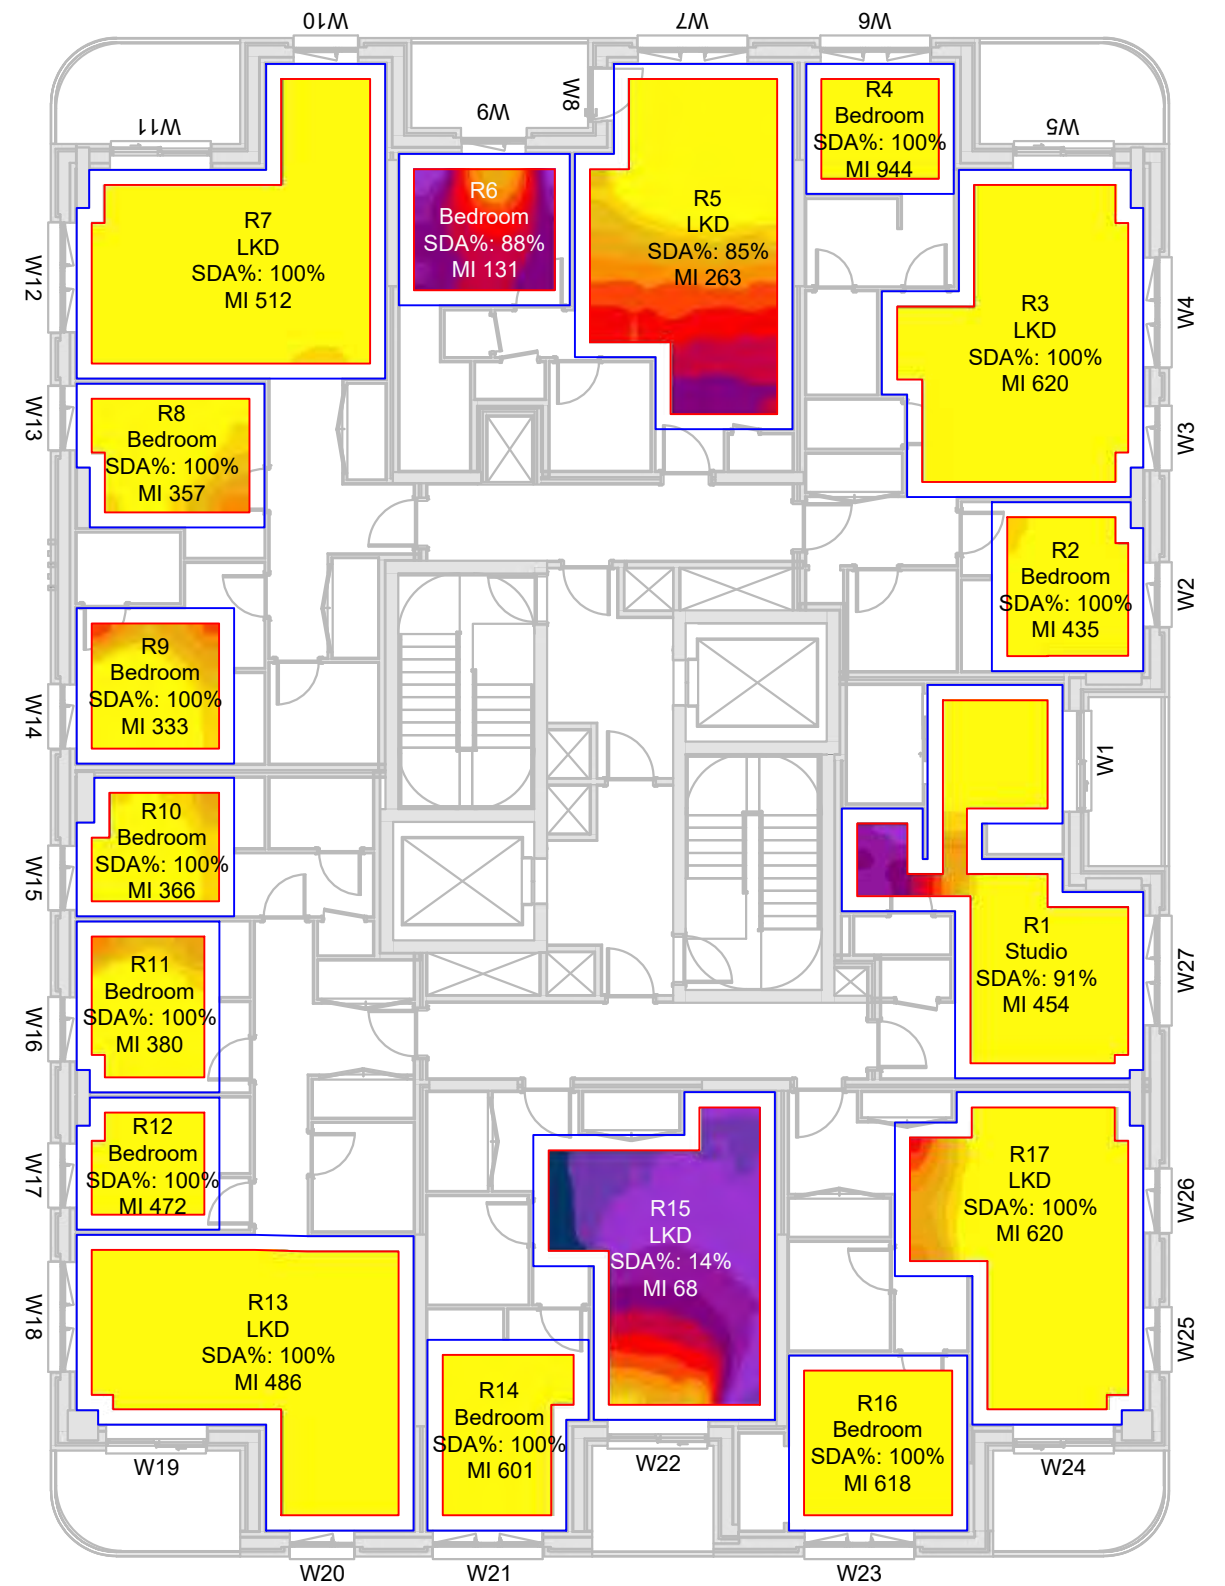 W10
W7
W6
W8
W9
W11
W5
R4
Bedroom
SDA%: 100%
MI 944
R6
Bedroom
SDA%: 88%
MI 131
R5
LKD
SDA%: 85%
MI 263
R7
LKD
SDA%: 100%
MI 512
W12
W4
R3
LKD
SDA%: 100%
MI 620
W13
W3
R8
Bedroom
SDA%: 100%
MI 357
R2
Bedroom
SDA%: 100%
MI 435
W2
R9
Bedroom
SDA%: 100%
MI 333
W14
W1
R10
Bedroom
SDA%: 100%
MI 366
W15
R1
Studio
SDA%: 91%
MI 454
W27
R11
Bedroom
SDA%: 100%
MI 380
W16
R12
Bedroom
SDA%: 100%
MI 472
W17
R17
LKD
SDA%: 100%
MI 620
W26
R15
LKD
SDA%: 14%
MI 68
R13
LKD
SDA%: 100%
MI 486
W18
W25
R14
Bedroom
SDA%: 100%
MI 601
R16
Bedroom
SDA%: 100%
MI 618
W19
W22
W24
W20
W21
W23